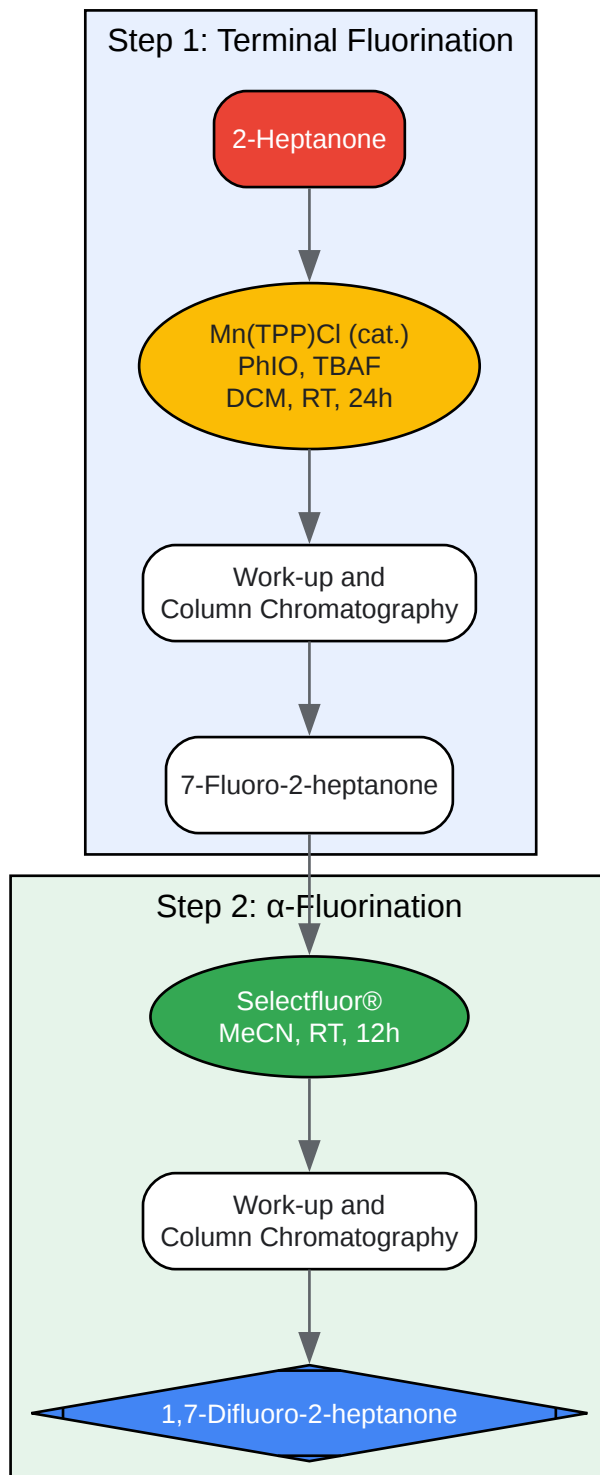 Step 1: Terminal Fluorination
2-Heptanone
Mn(TPP)Cl (cat.)
PhIO, TBAF
DCM, RT, 24h
Work-up and
Column Chromatography
7-Fluoro-2-heptanone
Step 2: α-Fluorination
Selectfluor®
MeCN, RT, 12h
Work-up and
Column Chromatography
1,7-Difluoro-2-heptanone